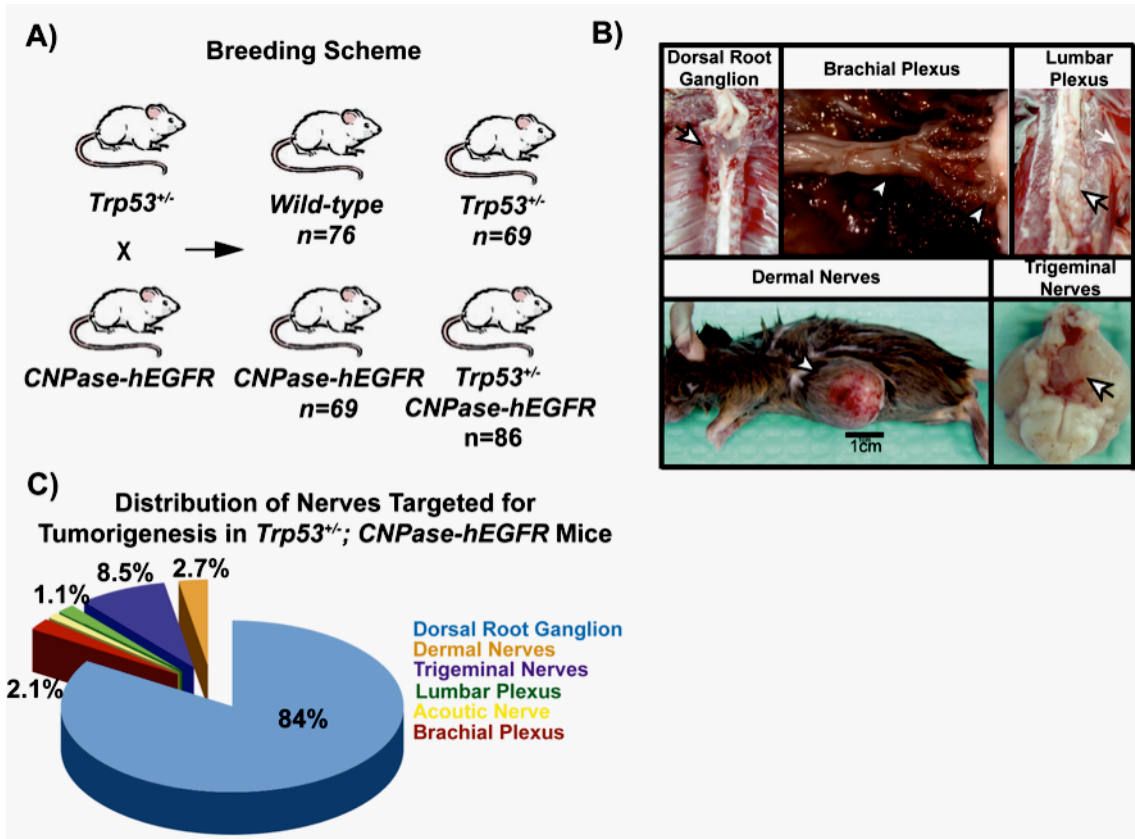 A)
Breeding Scheme
Trp53+/-
X
CNPase-hEGFR
Wild-type
n=76
Trp53+/-
n=69
CNPase-hEGFR
n=69
Trp53+/-
CNPase-hEGFR
n=86
B)
Dorsal Root
Ganglion
Brachial Plexus
Lumbar
Plexus
Dermal Nerves
Trigeminal
Nerves
1cm
C)
Distribution of Nerves Targeted for
Tumorigenesis in Trp53+/-; CNPase-hEGFR Mice
8.5%
2.7%
1.1%
2.1%
84%
Dorsal Root Ganglion
Dermal Nerves
Trigeminal Nerves
Lumbar Plexus
Acoutic Nerve
Brachial Plexus